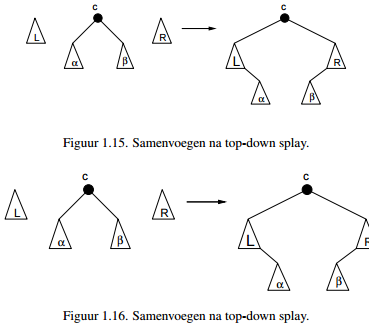 c
c
L
α
β
R
L
R
α
β
Figuur 1.15. Samenvoegen na top-down splay.
c
c
L
α
β
R
L
R
α
β
Figuur 1.16. Samenvoegen na top-down splay.